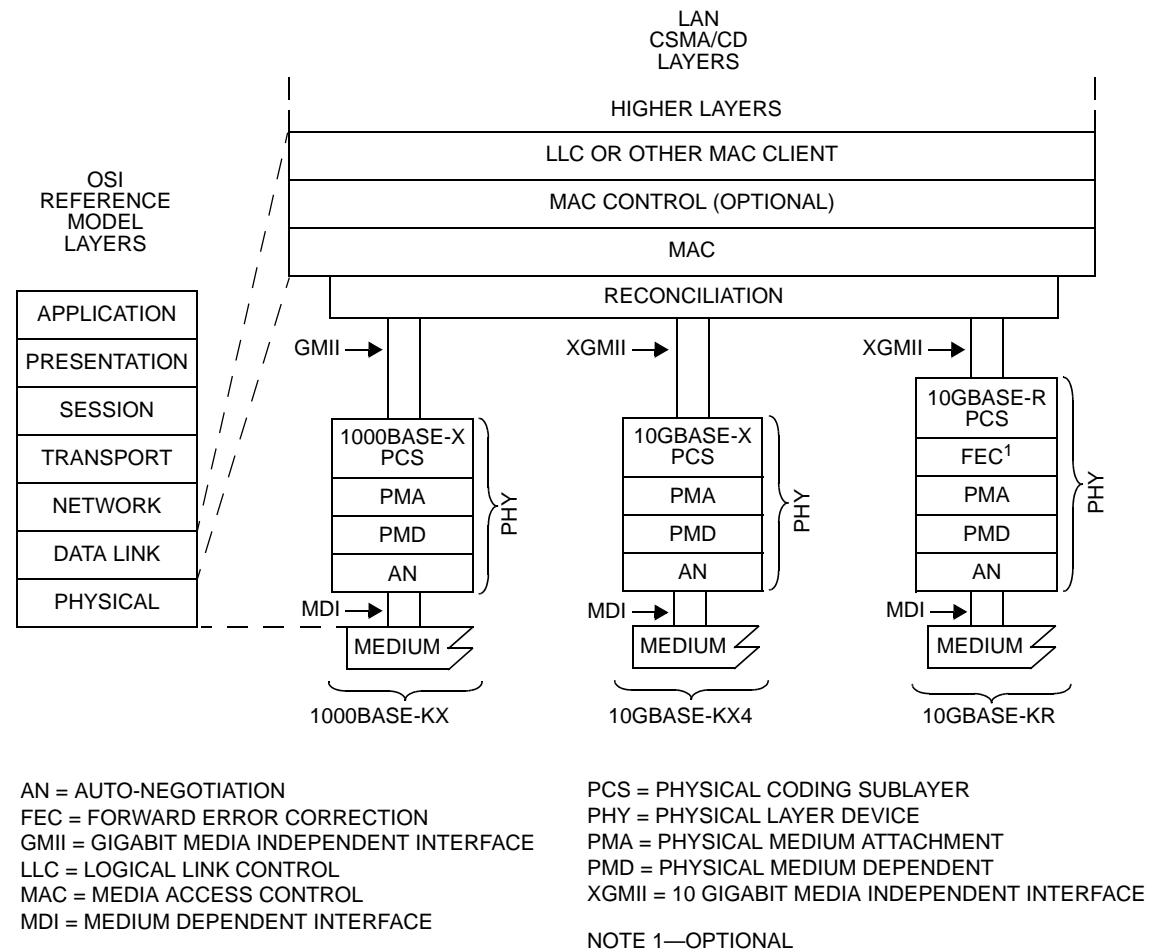 LAN
CSMA/CD
LAYERS
HIGHER LAYERS
LLC OR OTHER MAC CLIENT
MAC CONTROL (OPTIONAL)
MAC
RECONCILIATION
OSI
REFERENCE
MODEL
LAYERS
APPLICATION
PRESENTATION
SESSION
TRANSPORT
NETWORK
DATA LINK
PHYSICAL
GMII
1000BASE-X
PCS
PMA
PMD
AN
PHY
MDI
MEDIUM
1000BASE-KX
XGMII
10GBASE-X
PCS
PMA
PMD
AN
PHY
MDI
MEDIUM
10GBASE-KX4
XGMII
10GBASE-R
PCS
FEC¹
PMA
PMD
AN
PHY
MDI
MEDIUM
10GBASE-KR
AN = AUTO-NEGOTIATION
FEC = FORWARD ERROR CORRECTION
GMII = GIGABIT MEDIA INDEPENDENT INTERFACE
LLC = LOGICAL LINK CONTROL
MAC = MEDIA ACCESS CONTROL
MDI = MEDIUM DEPENDENT INTERFACE
PCS = PHYSICAL CODING SUBLAYER
PHY = PHYSICAL LAYER DEVICE
PMA = PHYSICAL MEDIUM ATTACHMENT
PMD = PHYSICAL MEDIUM DEPENDENT
XGMII = 10 GIGABIT MEDIA INDEPENDENT INTERFACE
NOTE 1—OPTIONAL